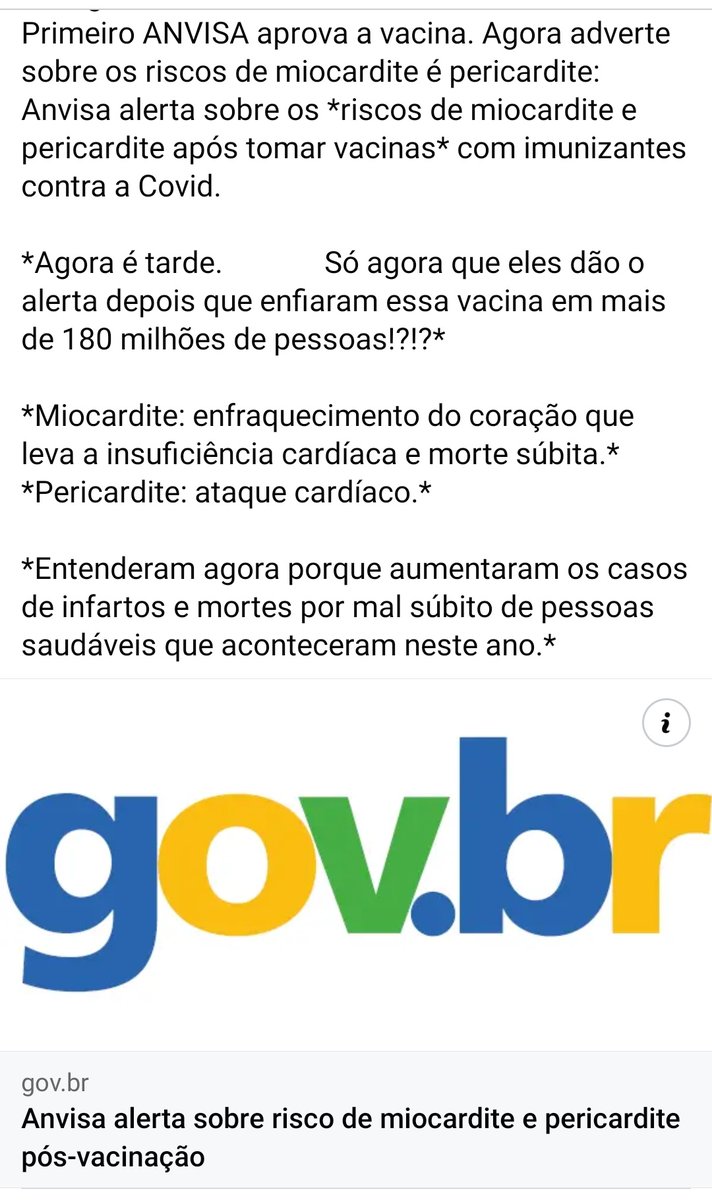 Primeiro ANVISA aprova a vacina. Agora adverte
sobre os riscos de miocardite é pericardite:
Anvisa alerta sobre os *riscos de miocardite e
pericardite após tomar vacinas* com imunizantes
contra a Covid.
*Agora é tarde. Só agora que eles dão o
alerta depois que enfiaram essa vacina em mais
de 180 milhões de pessoas!?!?*
*Miocardite: enfraquecimento do coração que
leva a insuficiência cardíaca e morte súbita.*
*Pericardite: ataque cardíaco.*
*Entenderam agora porque aumentaram os casos
de infartos e mortes por mal súbito de pessoas
saudáveis que aconteceram neste ano.*
i
gov.br
gov.br
Anvisa alerta sobre risco de miocardite e pericardite
pós-vacinação